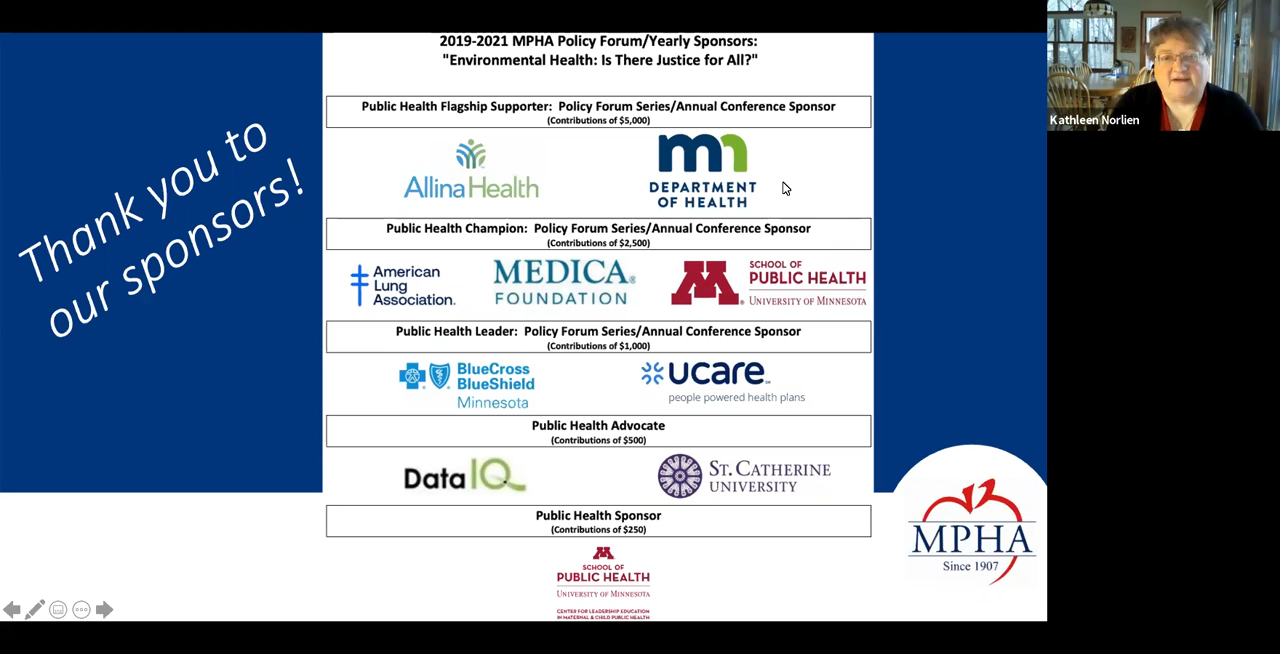 2019-2021 MPHA Policy Forum/Yearly Sponsors:
"Environmental Health: Is There Justice for All?"
Kathleen Norlien
Thank you to
our sponsors!
Public Health Flagship Supporter: Policy Forum Series/Annual Conference Sponsor
(Contributions of $5,000)
Allina Health
mn
DEPARTMENT
OF HEALTH
Public Health Champion: Policy Forum Series/Annual Conference Sponsor
(Contributions of $2,500)
American
Lung
Association.
MEDICA®
FOUNDATION
M®
SCHOOL OF
PUBLIC HEALTH
UNIVERSITY OF MINNESOTA
Public Health Leader: Policy Forum Series/Annual Conference Sponsor
(Contributions of $1,000)
BlueCross
BlueShield
Minnesota
ucare
people powered health plans
Public Health Advocate
(Contributions of $500)
Data IQ
ST. CATHERINE
UNIVERSITY
Public Health Sponsor
(Contributions of $250)
M
SCHOOL OF
PUBLIC HEALTH
UNIVERSITY OF MINNESOTA
CENTER FOR LEADERSHIP EDUCATION
IN MATERNAL & CHILD PUBLIC HEALTH
MPHA
Since 1907